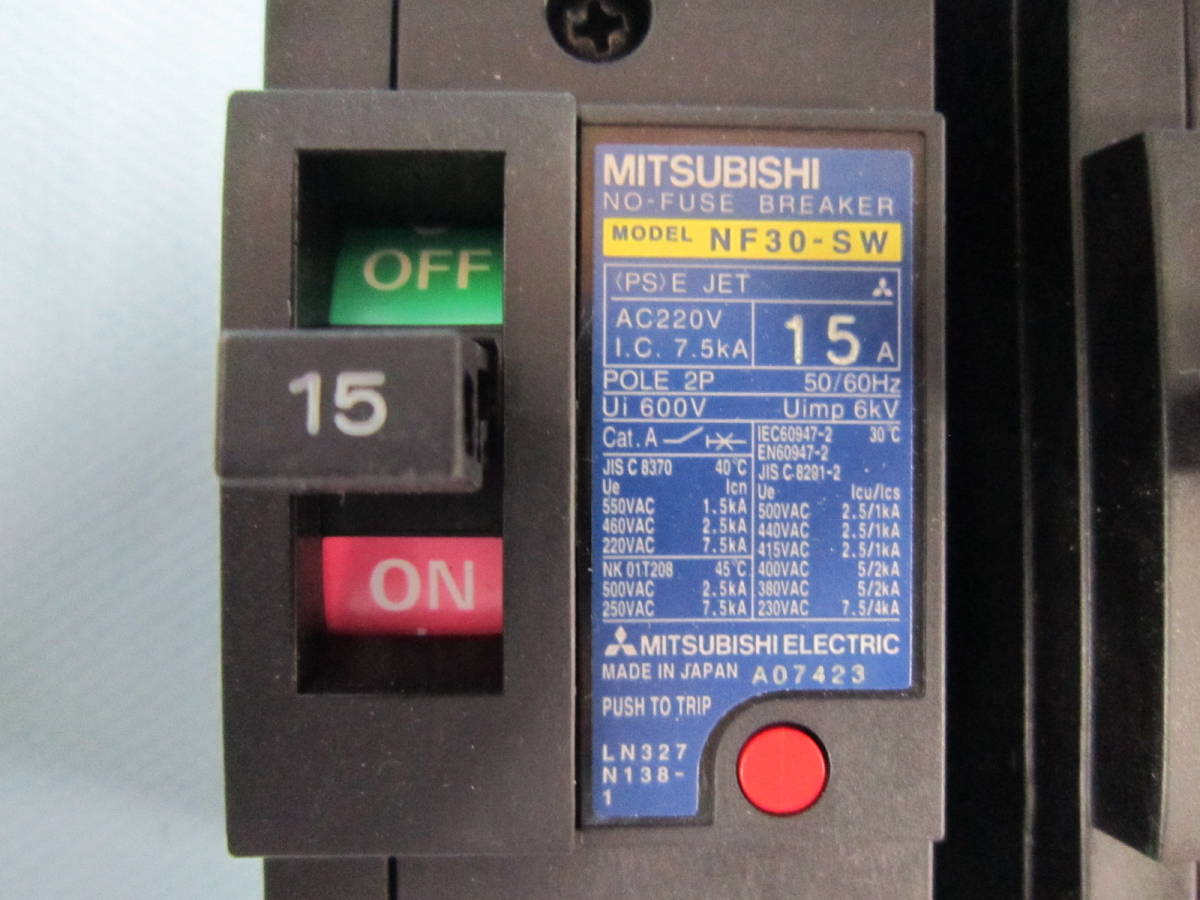 OFF
15
ON
MITSUBISHI
NO-FUSE BREAKER
MODEL NF30-SW
⟨PS⟩E JET
AC220V
I.C. 7.5kA
15 A
POLE 2P 50/60Hz
Ui 600V Uimp 6kV
Cat. A
JIS C 8370 40℃
Ue Icn
550VAC 1.5kA
460VAC 2.5kA
220VAC 7.5kA
NK 01T208 45℃
500VAC 2.5kA
250VAC 7.5kA
IEC60947-2 30℃
EN60947-2
JIS C 8201-2
Ue Icu/Ics
500VAC 2.5/1kA
440VAC 2.5/1kA
415VAC 2.5/1kA
400VAC 5/2kA
380VAC 5/2kA
230VAC 7.5/4kA
MITSUBISHI ELECTRIC
MADE IN JAPAN A07423
PUSH TO TRIP
LN327
N138-
1